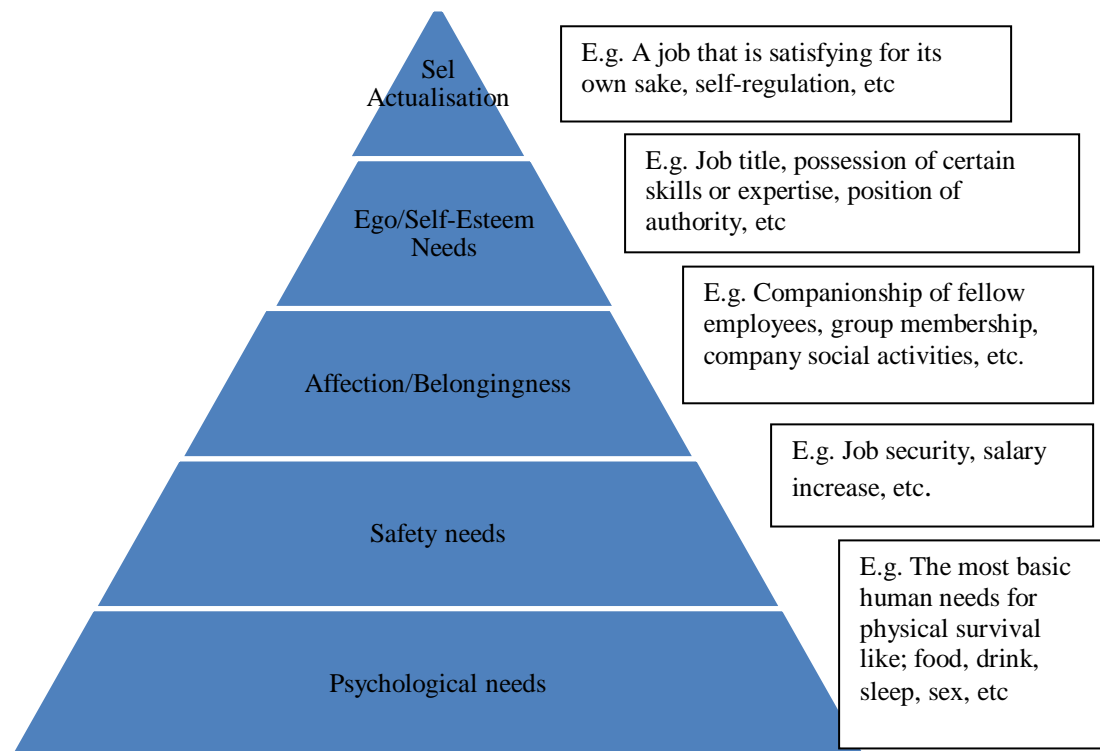 Sel
Actualisation
E.g. A job that is satisfying for its
own sake, self-regulation, etc
Ego/Self-Esteem
Needs
E.g. Job title, possession of certain
skills or expertise, position of
authority, etc
Affection/Belongingness
E.g. Companionship of fellow
employees, group membership,
company social activities, etc.
Safety needs
E.g. Job security, salary
increase, etc.
Psychological needs
E.g. The most basic
human needs for
physical survival
like; food, drink,
sleep, sex, etc